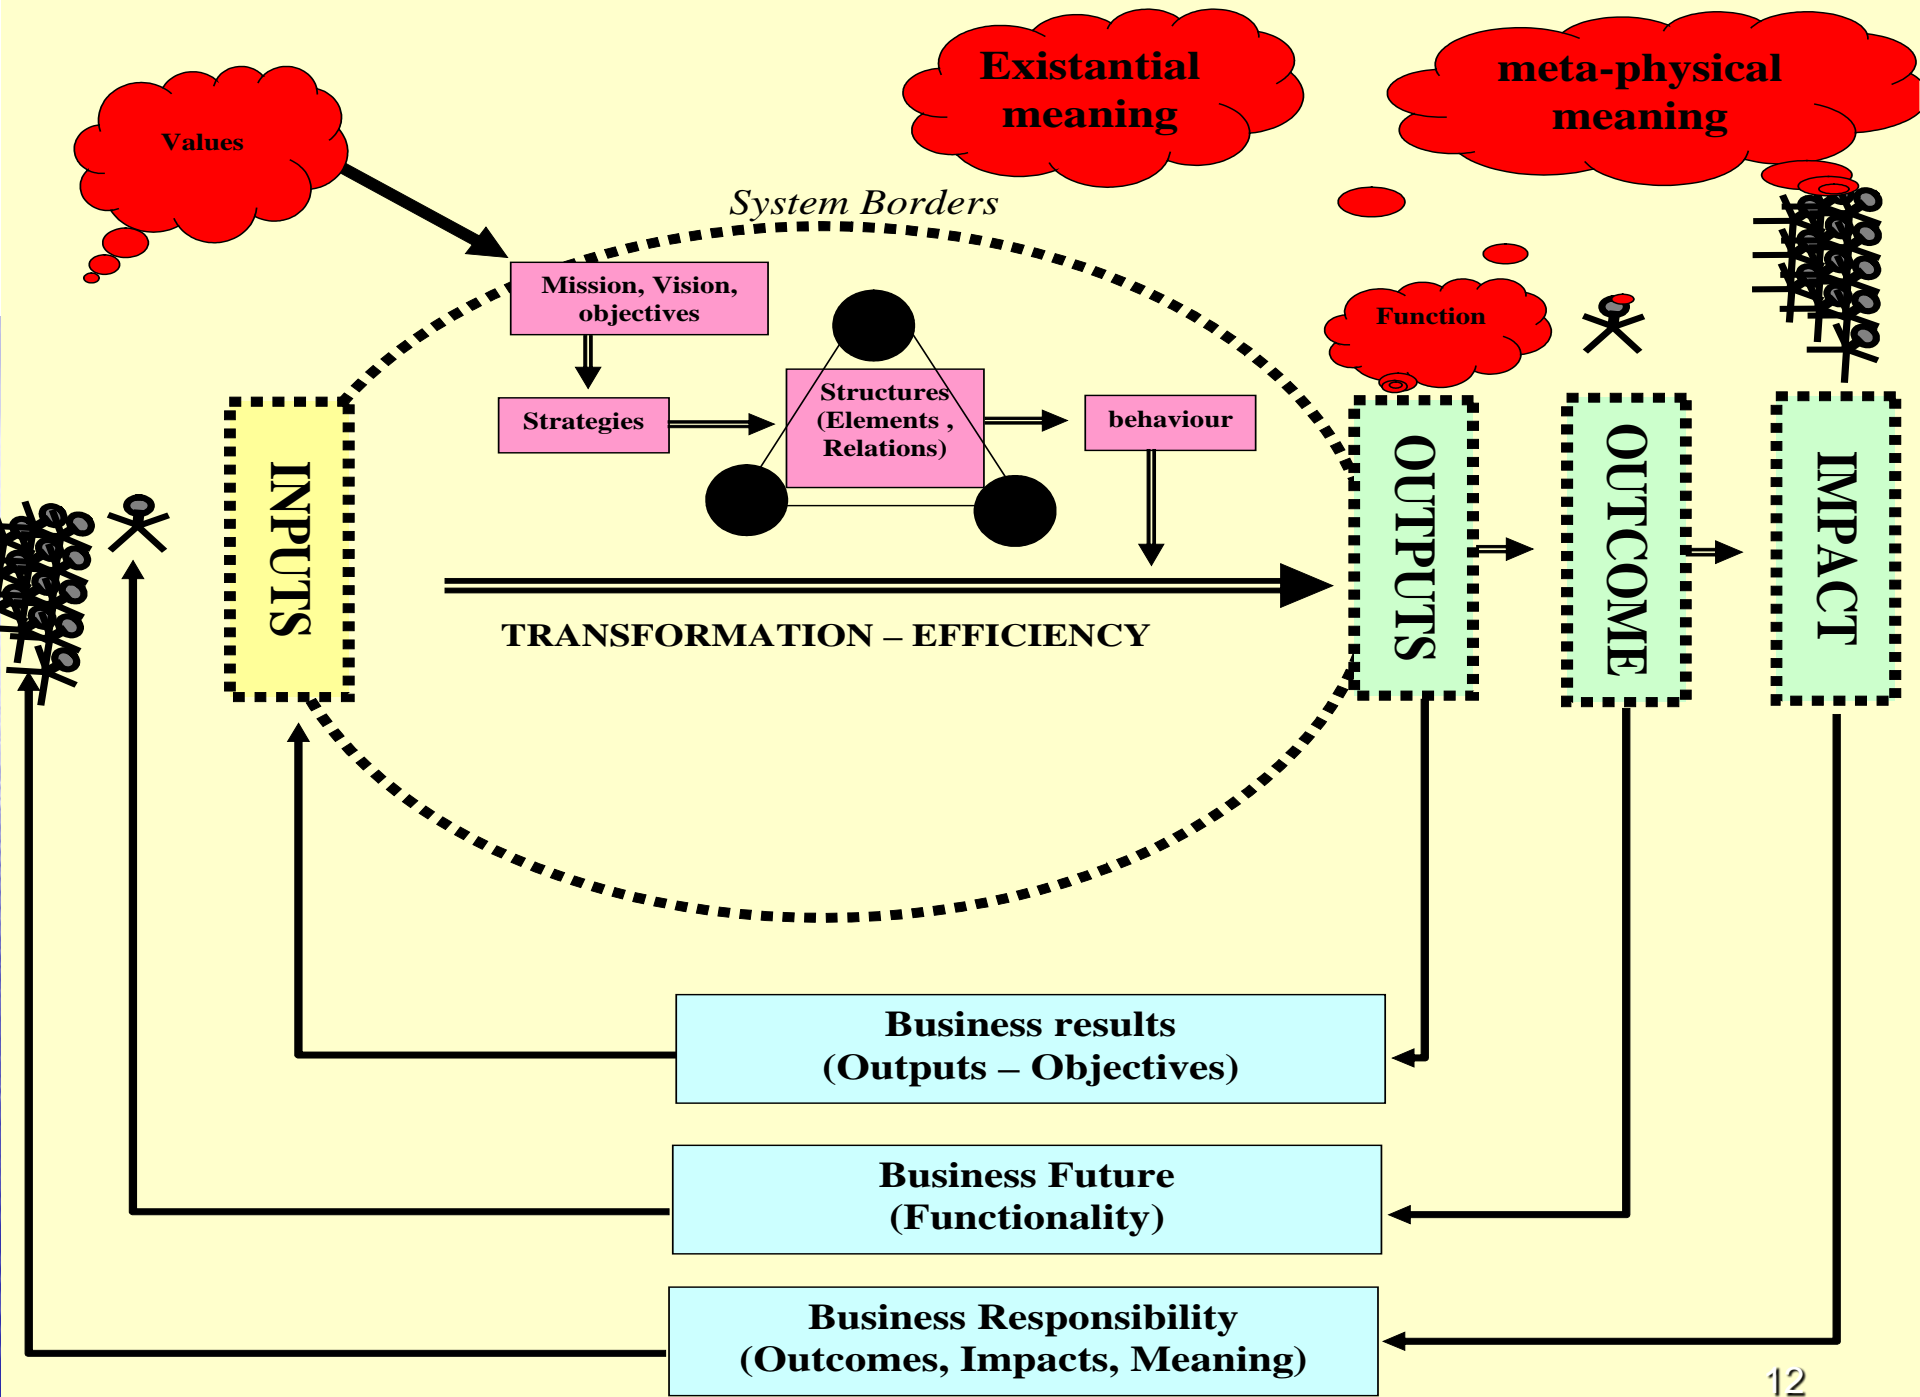 Existantial
meaning
meta-physical
meaning
Values
System Borders
Mission, Vision,
objectives
Function
Strategies
Structures
(Elements ,
Relations)
behaviour
INPUTS
OUTPUTS
OUTCOME
IMPACT
TRANSFORMATION – EFFICIENCY
Business results
(Outputs – Objectives)
Business Future
(Functionality)
Business Responsibility
(Outcomes, Impacts, Meaning)
12